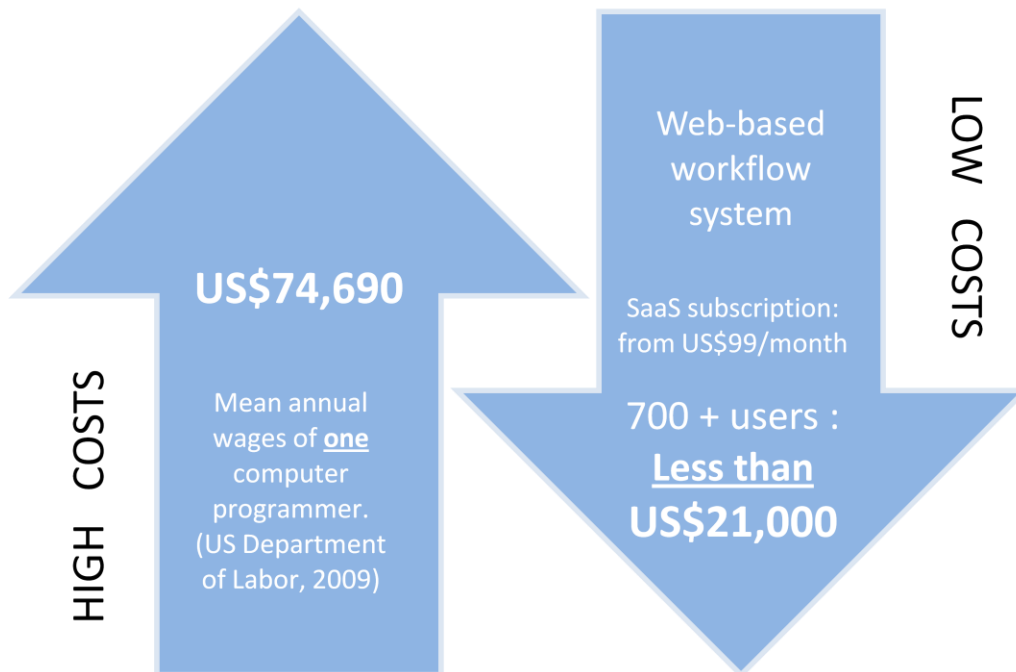 HIGH COSTS
US$74,690
Mean annual
wages of one
computer
programmer.
(US Department
of Labor, 2009)
Web-based
workflow
system
SaaS subscription:
from US$99/month
700 + users :
Less than
US$21,000
LOW COSTS